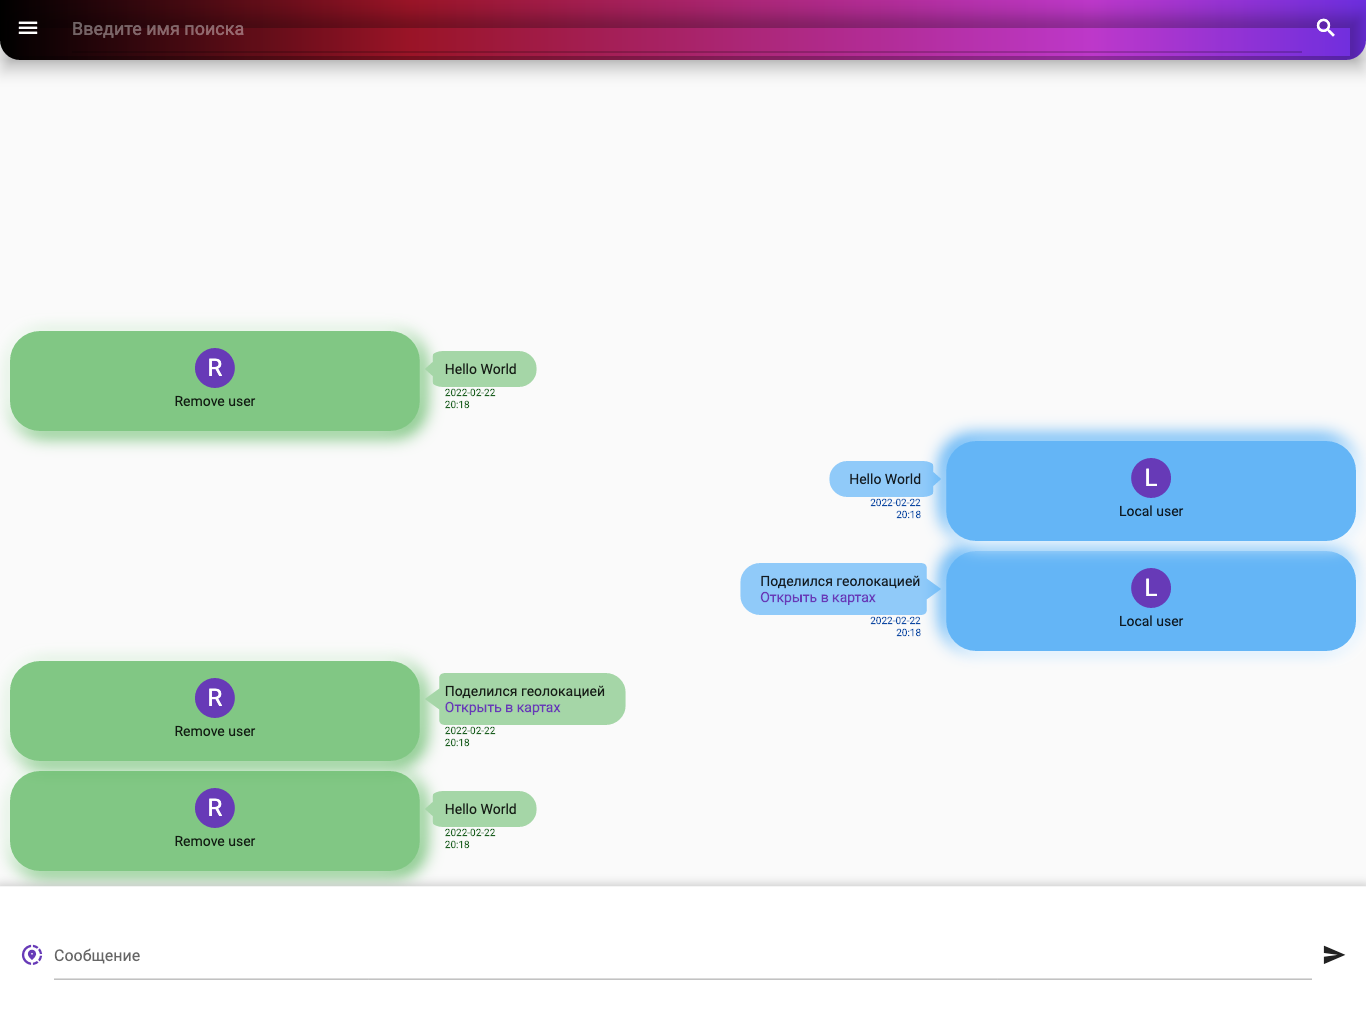 Введите имя поиска
R
Remove user
Hello World
2022-02-22
20:18
Hello World
2022-02-22
20:18
L
Local user
Поделился геолокацией
Открыть в картах
2022-02-22
20:18
L
Local user
R
Remove user
Поделился геолокацией
Открыть в картах
2022-02-22
20:18
R
Remove user
Hello World
2022-02-22
20:18
Сообщение